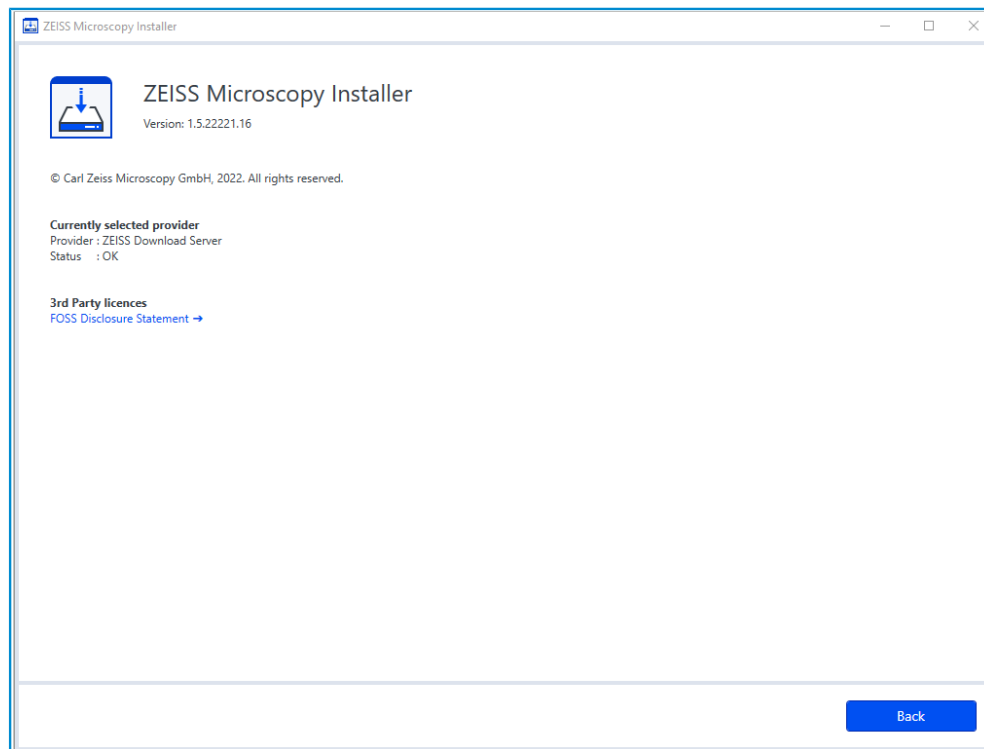 ZEISS Microscopy Installer
ZEISS Microscopy Installer
Version: 1.5.22221.16
© Carl Zeiss Microscopy GmbH, 2022. All rights reserved.
Currently selected provider
Provider : ZEISS Download Server
Status : OK
3rd Party licences
FOSS Disclosure Statement →
Back